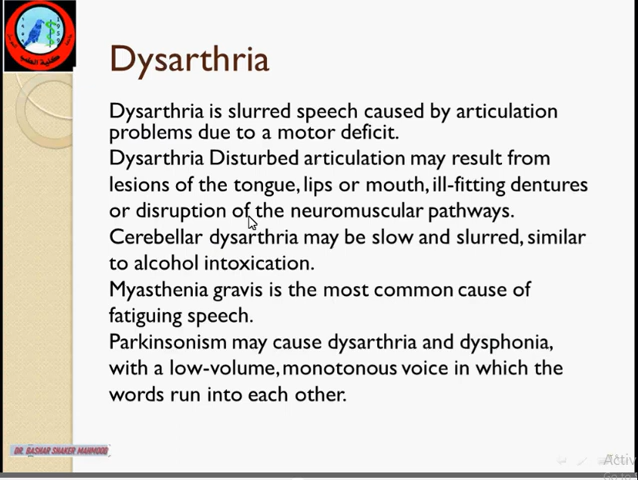 Dysarthria
Dysarthria is slurred speech caused by articulation
problems due to a motor deficit.
Dysarthria Disturbed articulation may result from
lesions of the tongue, lips or mouth, ill-fitting dentures
or disruption of the neuromuscular pathways.
Cerebellar dysarthria may be slow and slurred, similar
to alcohol intoxication.
Myasthenia gravis is the most common cause of
fatiguing speech.
Parkinsonism may cause dysarthria and dysphonia,
with a low-volume, monotonous voice in which the
words run into each other.
DR. BASHAR SHAKER MAHMOOD
Activ